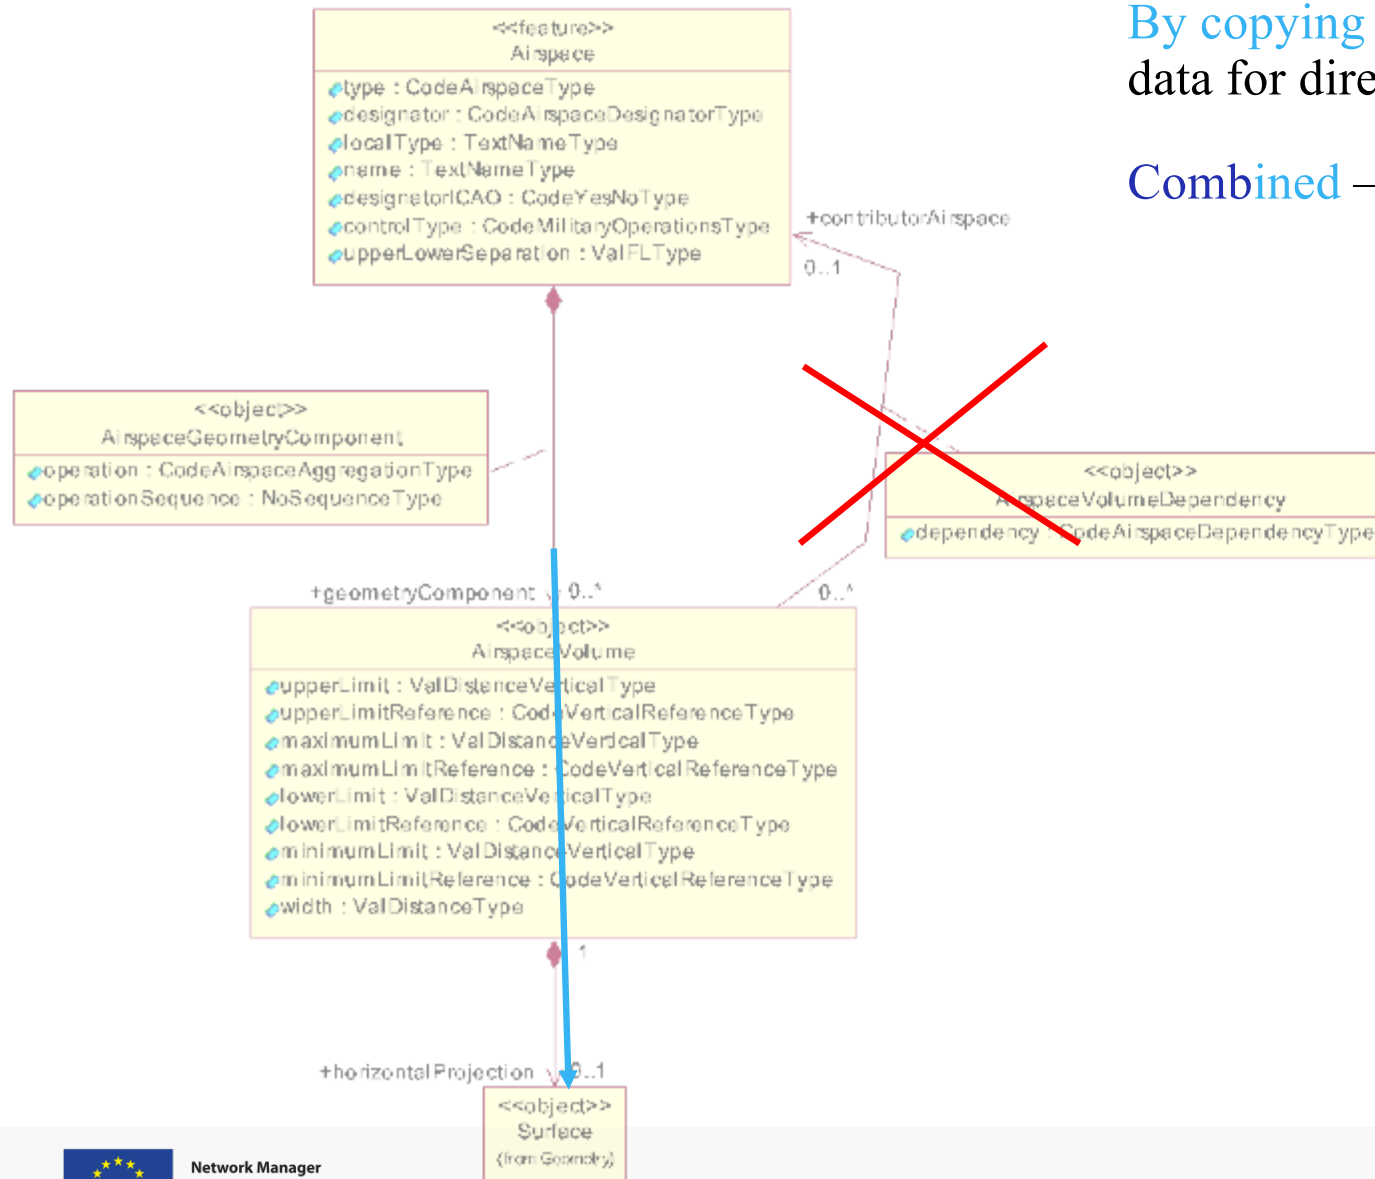 By copying
data for dire
Combined –
<<feature>>
Airspace
type : CodeAirspaceType
designator : CodeAirspaceDesignatorType
localType : TextNameType
name : TextNameType
designatorICAO : CodeYesNoType
controlType : CodeMilitaryOperationsType
upperLowerSeparation : ValFLType
+contributorAirspace
0..1
<<object>>
AirspaceGeometryComponent
operation : CodeAirspaceAggregationType
operationSequence : NoSequenceType
<<object>>
AirspaceVolumeDependency
dependency : CodeAirspaceDependencyType
+geometryComponent 0..*
0..*
<<object>>
AirspaceVolume
upperLimit : ValDistanceVerticalType
upperLimitReference : CodeVerticalReferenceType
maximumLimit : ValDistanceVerticalType
maximumLimitReference : CodeVerticalReferenceType
lowerLimit : ValDistanceVerticalType
lowerLimitReference : CodeVerticalReferenceType
minimumLimit : ValDistanceVerticalType
minimumLimitReference : CodeVerticalReferenceType
width : ValDistanceType
1
+horizontalProjection 0..1
<<object>>
Surface
(from Geometry)
Network Manager